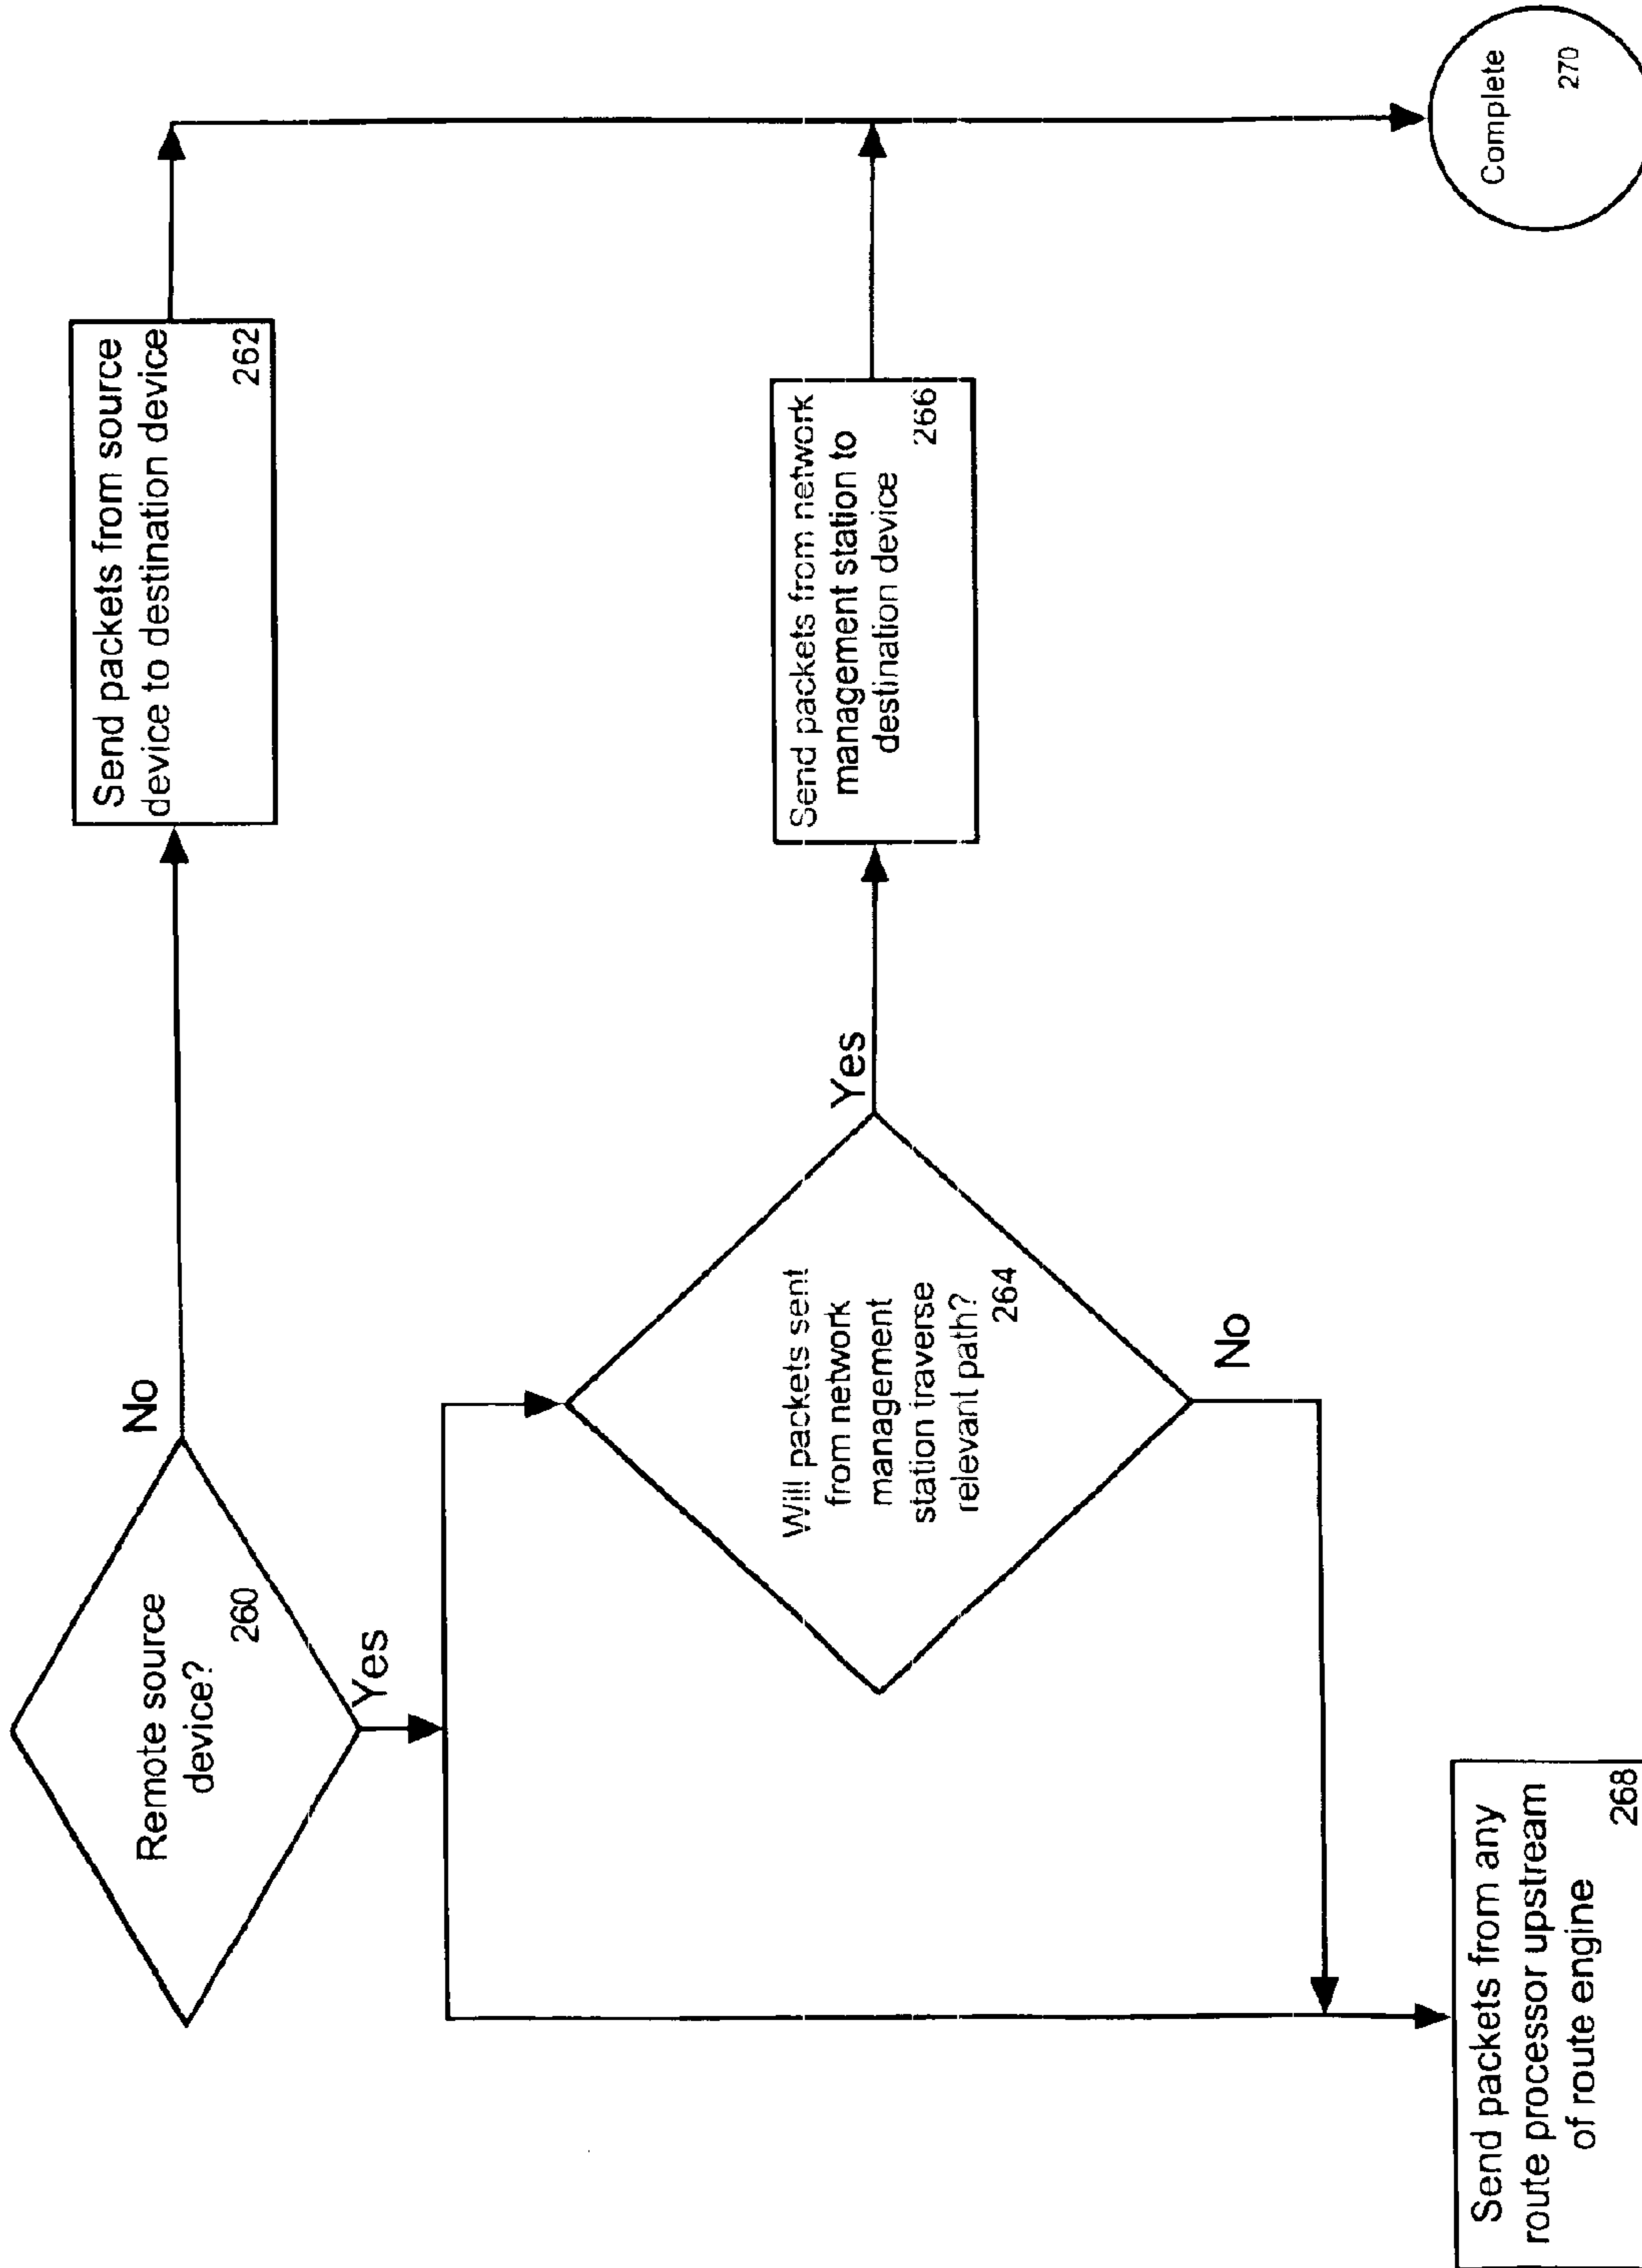 Remote source
device?
260
No
Yes
Send packets from source
device to destination device
262
Will packets sent
from network
management
station traverse
relevant path?
264
Yes
No
Send packets from network
management station to
destination device
266
Send packets from any
route processor upstream
of route engine
268
Complete
270